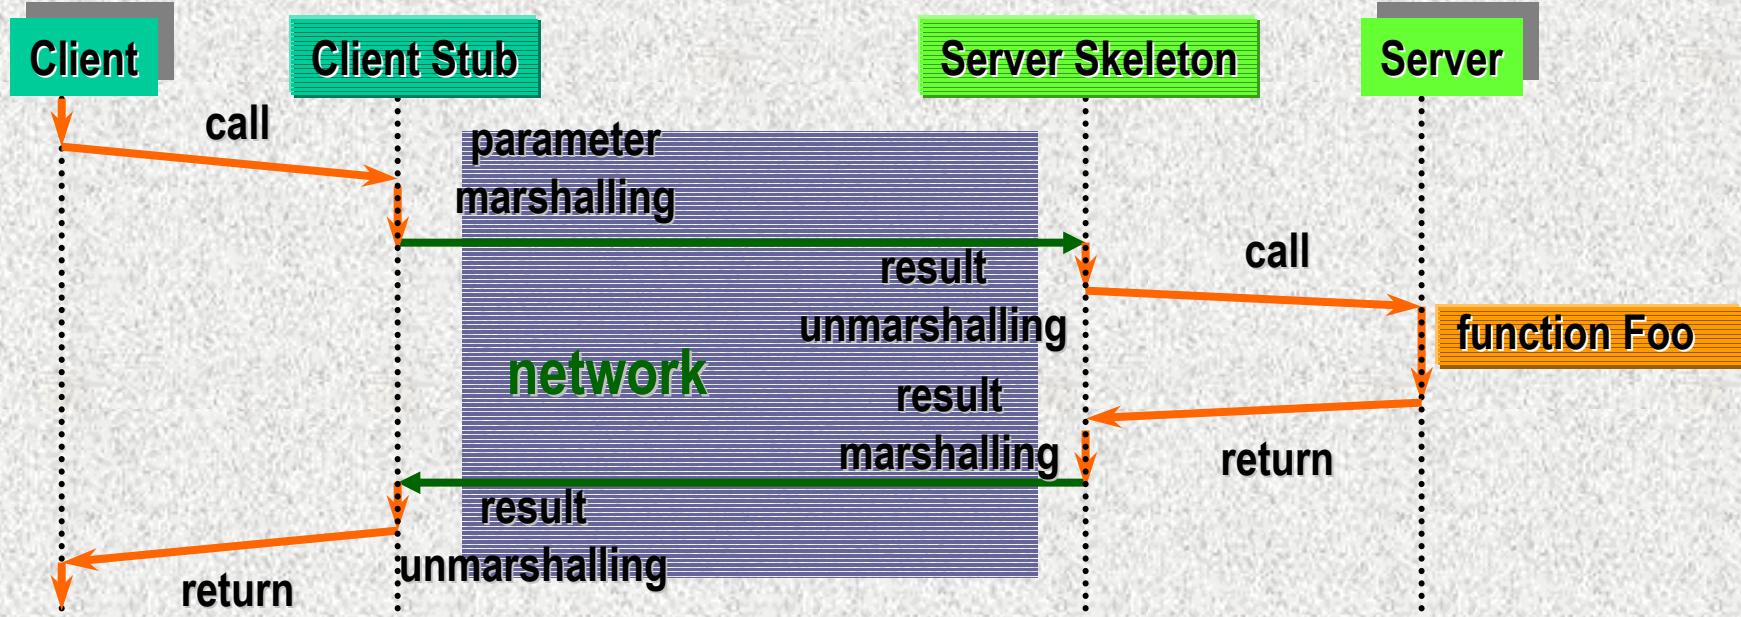 Client
Client Stub
Server Skeleton
Server
call
parameter
marshalling
result
unmarshalling
call
function Foo
network
result
marshalling
return
result
unmarshalling
return